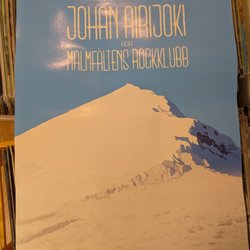 JOHAN AIRIJOKI
OCH
MALMFÄLTENS ROCKKLUBB